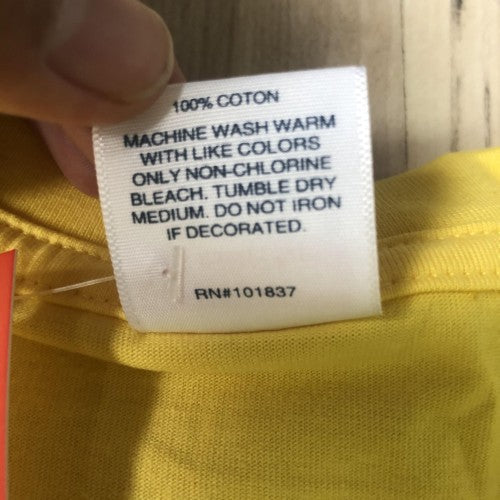 100% COTON
MACHINE WASH WARM
WITH LIKE COLORS
ONLY NON-CHLORINE
BLEACH. TUMBLE DRY
MEDIUM. DO NOT IRON
IF DECORATED.
RN#101837